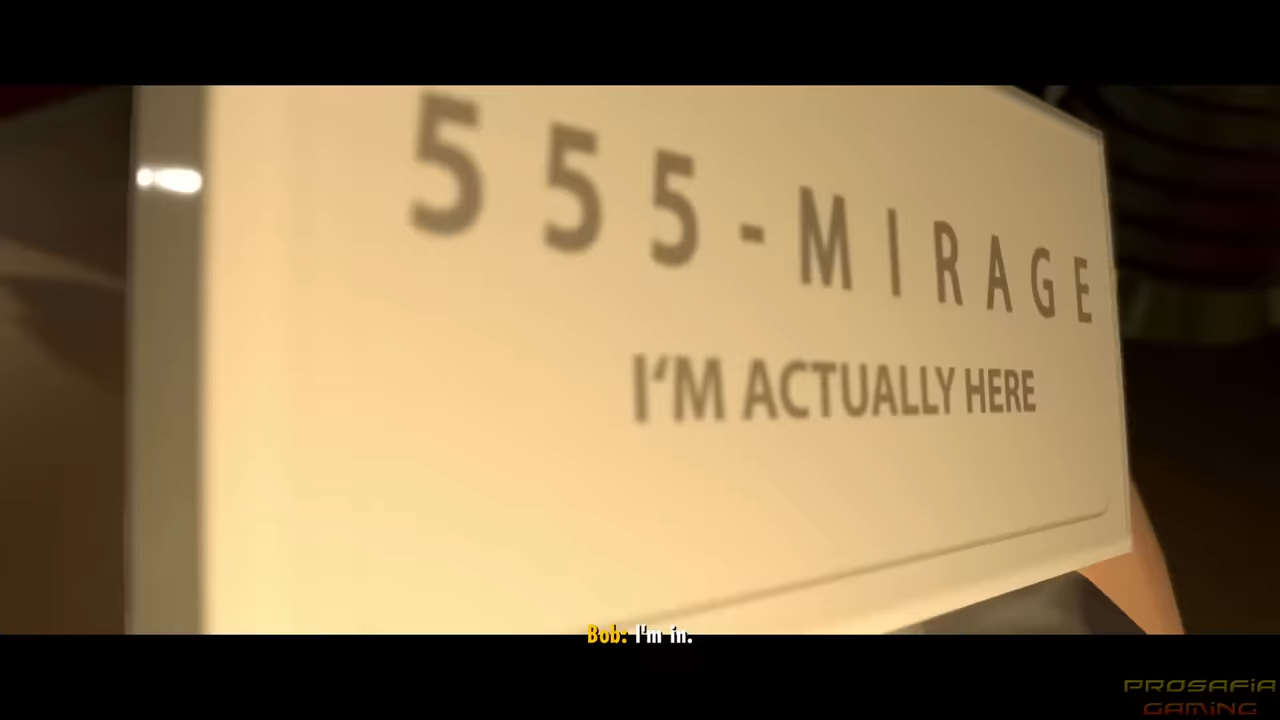 555-MIRAGE
I'M ACTUALLY HERE
Bob: I'm in.
PROSAFiA
GAMiNG